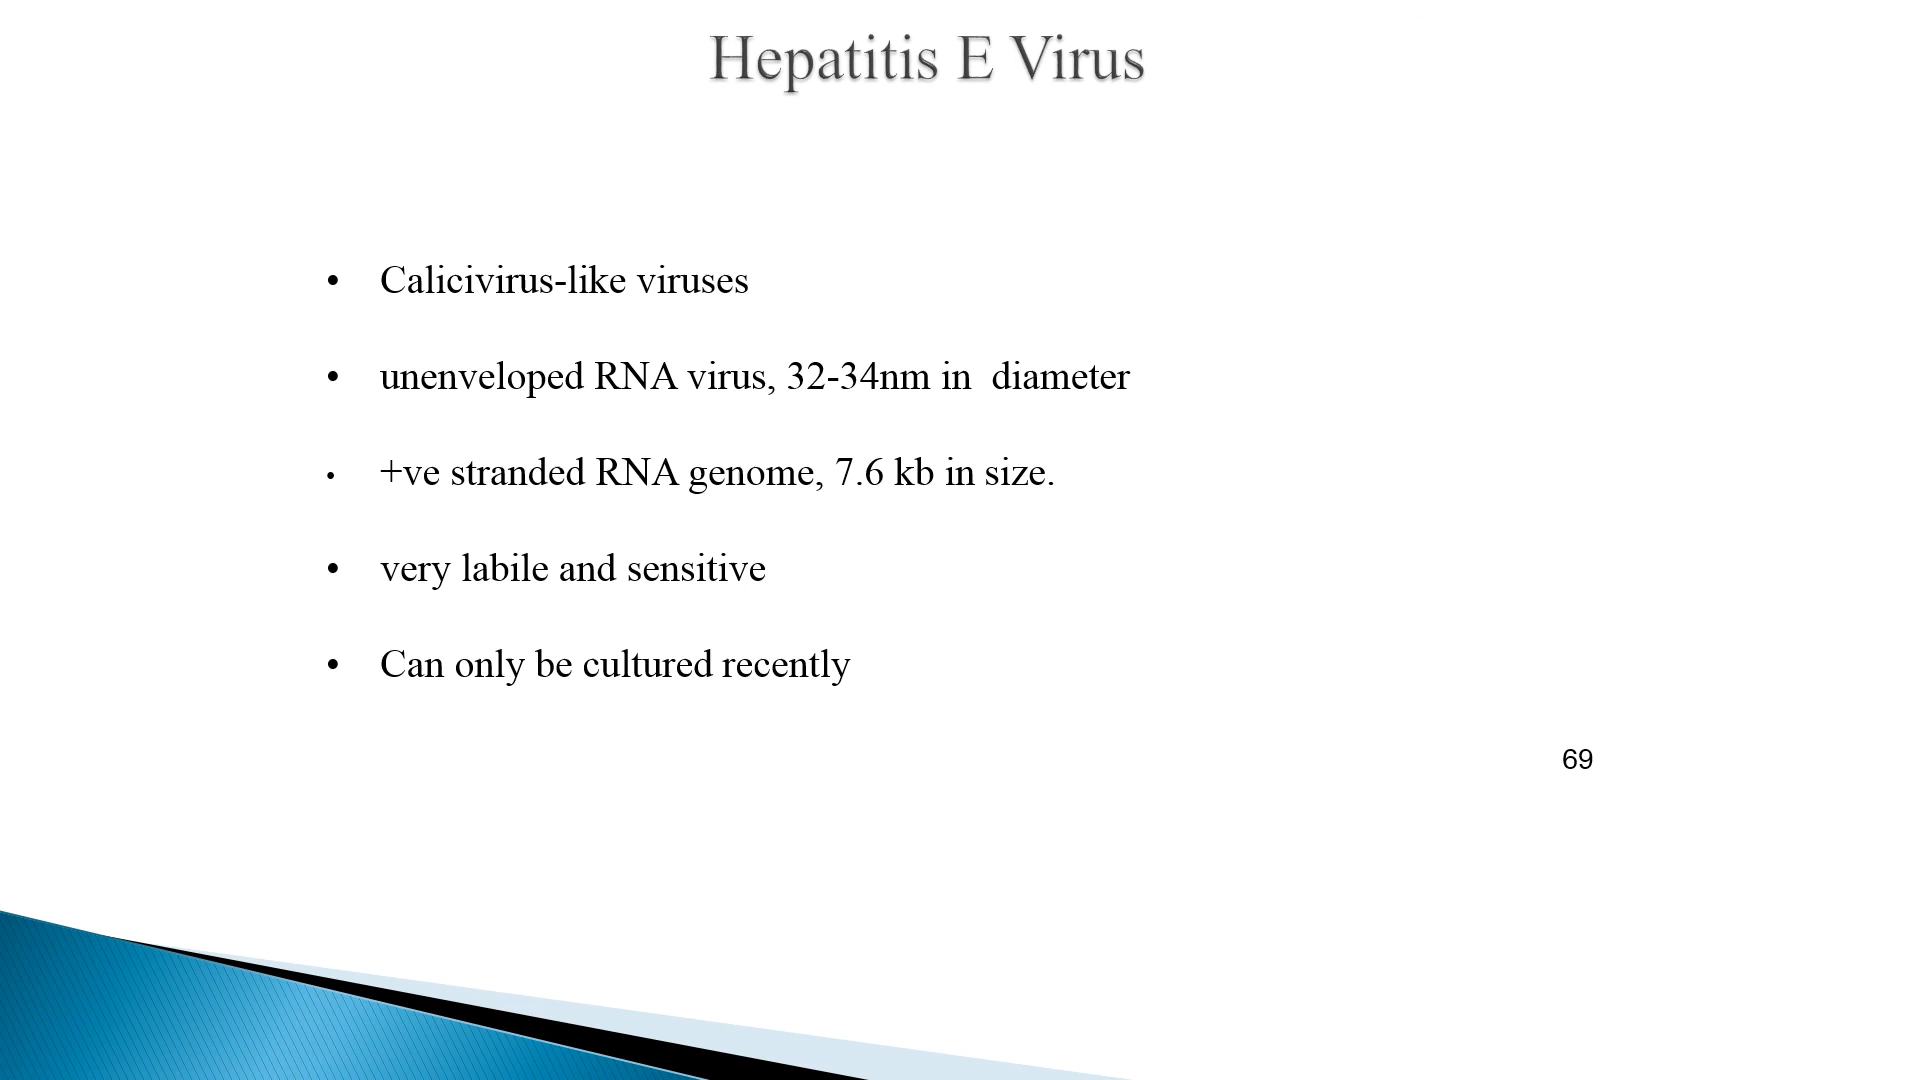 Hepatitis E Virus
• Calicivirus-like viruses
• unenveloped RNA virus, 32-34nm in  diameter
• +ve stranded RNA genome, 7.6 kb in size.
• very labile and sensitive
• Can only be cultured recently
69